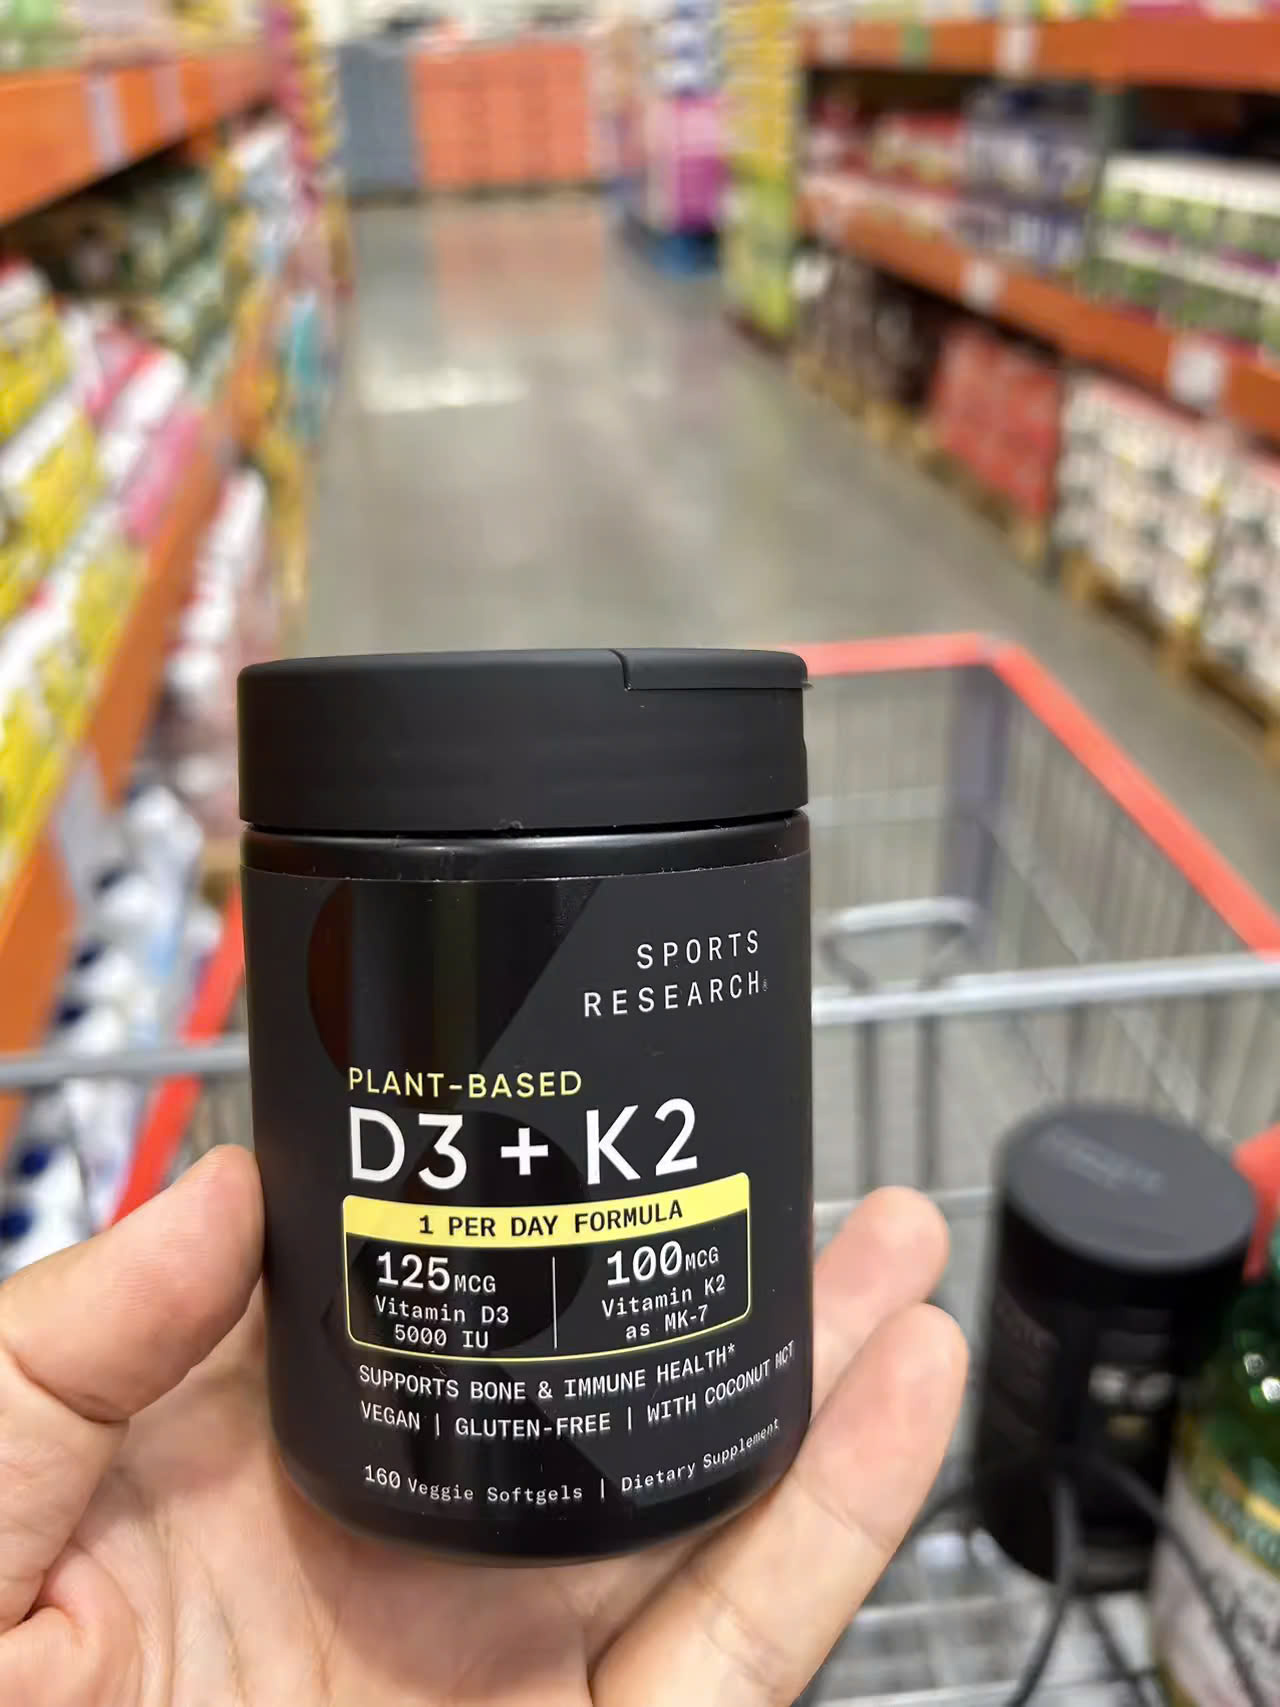 SPORTS
RESEARCH®
PLANT-BASED
D3 + K2
1 PER DAY FORMULA
125MCG
Vitamin D3
5000 IU
100MCG
Vitamin K2
as MK-7
SUPPORTS BONE & IMMUNE HEALTH*
VEGAN | GLUTEN-FREE | WITH COCONUT MCT
160 Veggie Softgels | Dietary Supplement